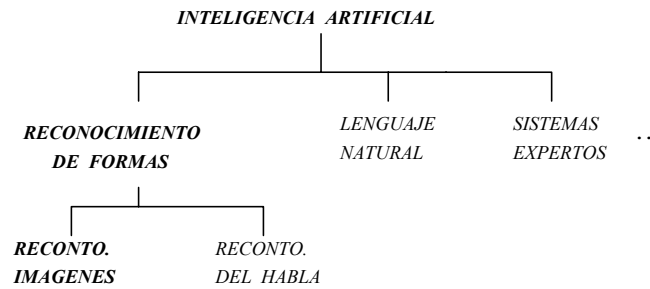 INTELIGENCIA ARTIFICIAL
RECONOCIMIENTO
DE FORMAS
LENGUAJE
NATURAL
SISTEMAS
EXPERTOS
..
RECONTO.
IMAGENES
RECONTO.
DEL HABLA